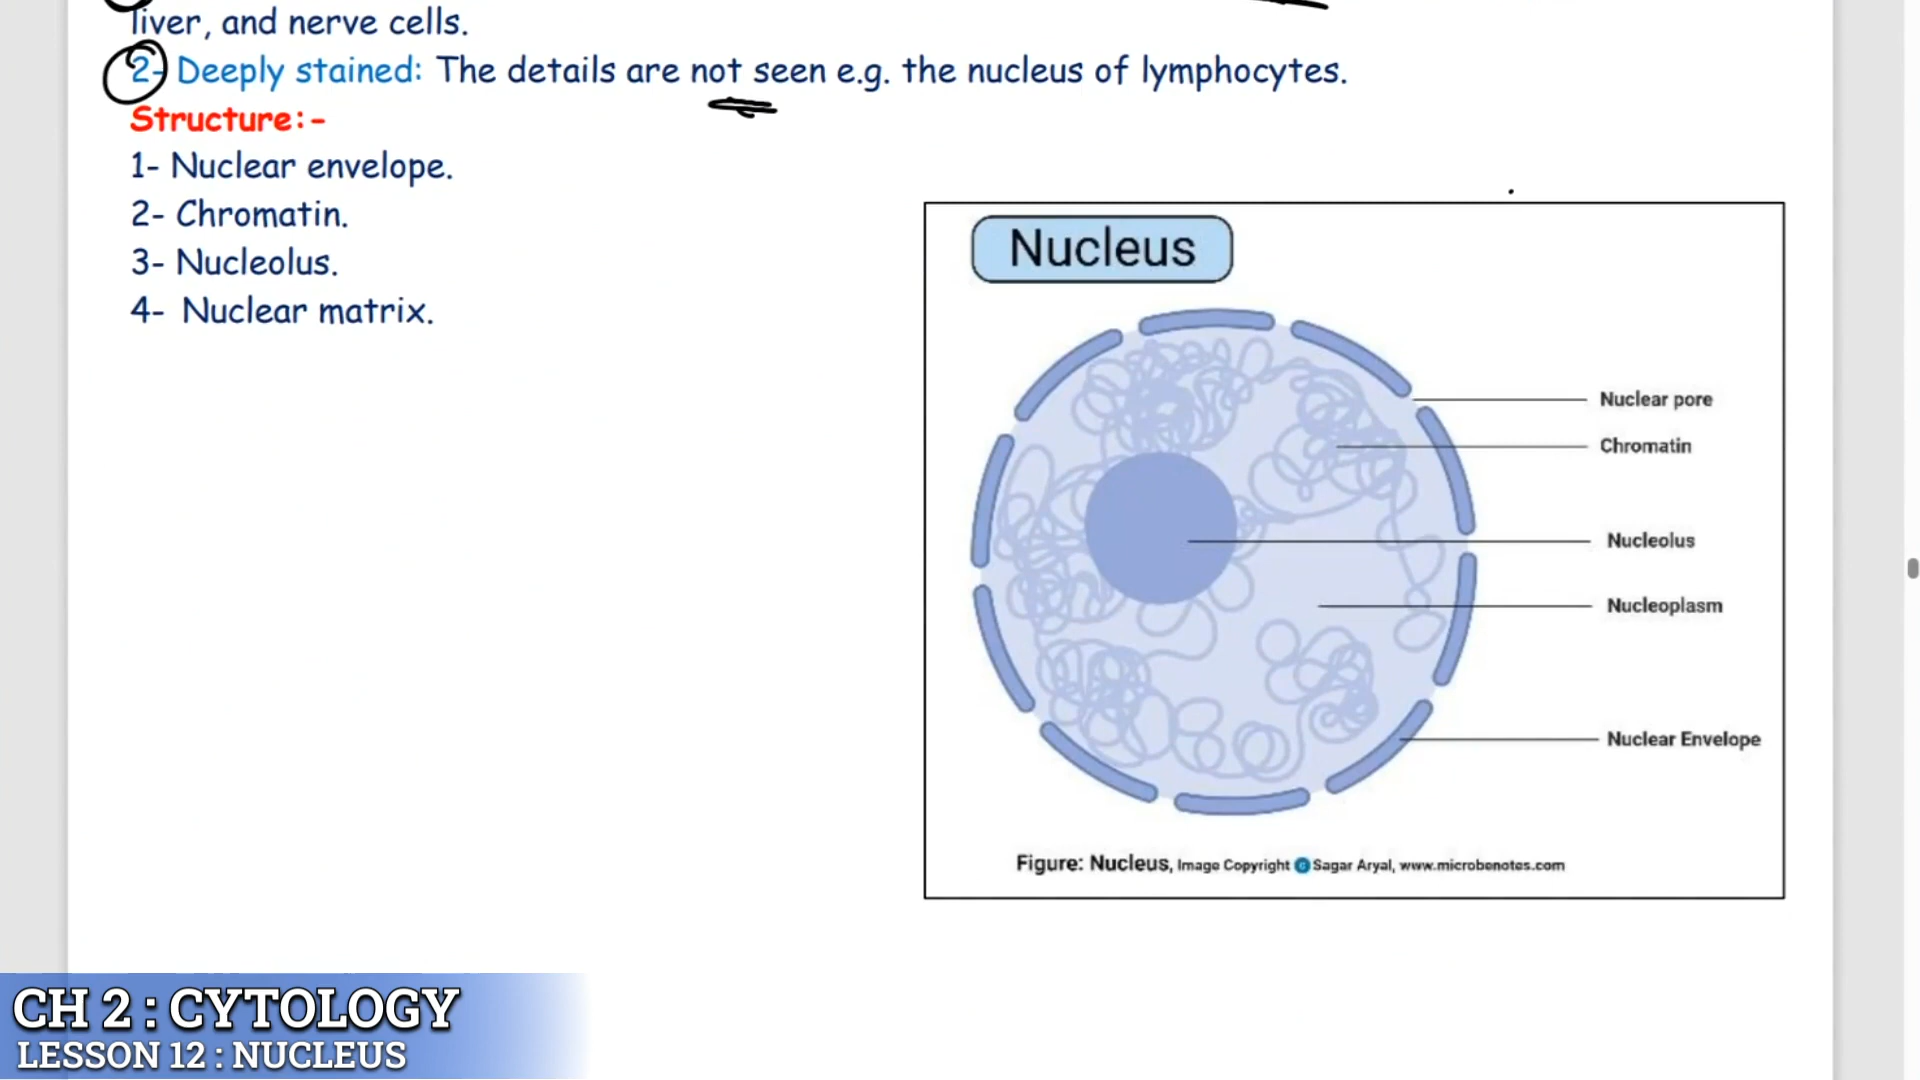 liver, and nerve cells.
2- Deeply stained: The details are not seen e.g. the nucleus of lymphocytes.
Structure:-
1- Nuclear envelope.
2- Chromatin.
3- Nucleolus.
4- Nuclear matrix.
Nucleus
Nuclear pore
Chromatin
Nucleolus
Nucleoplasm
Nuclear Envelope
Figure: Nucleus, Image Copyright © Sagar Aryal, www.microbenotes.com
CH 2 : CYTOLOGY
LESSON 12 : NUCLEUS